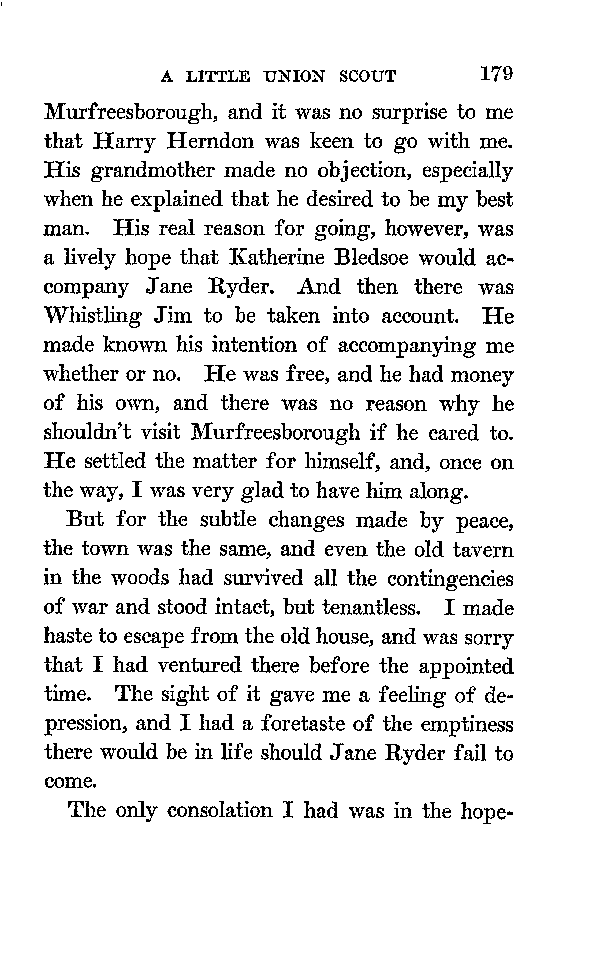 A LITTLE UNION SCOUT 179
Murfreesborough, and it was no surprise to me
that Harry Herndon was keen to go with me.
His grandmother made no objection, especially
when he explained that he desired to be my best
man. His real reason for going, however, was
a lively hope that Katherine Bledsoe would ac-
company Jane Ryder. And then there was
Whistling Jim to be taken into account. He
made known his intention of accompanying me
whether or no. He was free, and he had money
of his own, and there was no reason why he
shouldn't visit Murfreesborough if he cared to.
He settled the matter for himself, and, once on
the way, I was very glad to have him along.
But for the subtle changes made by peace,
the town was the same, and even the old tavern
in the woods had survived all the contingencies
of war and stood intact, but tenantless. I made
haste to escape from the old house, and was sorry
that I had ventured there before the appointed
time. The sight of it gave me a feeling of de-
pression, and I had a foretaste of the emptiness
there would be in life should Jane Ryder fail to
come.
The only consolation I had was in the hope-